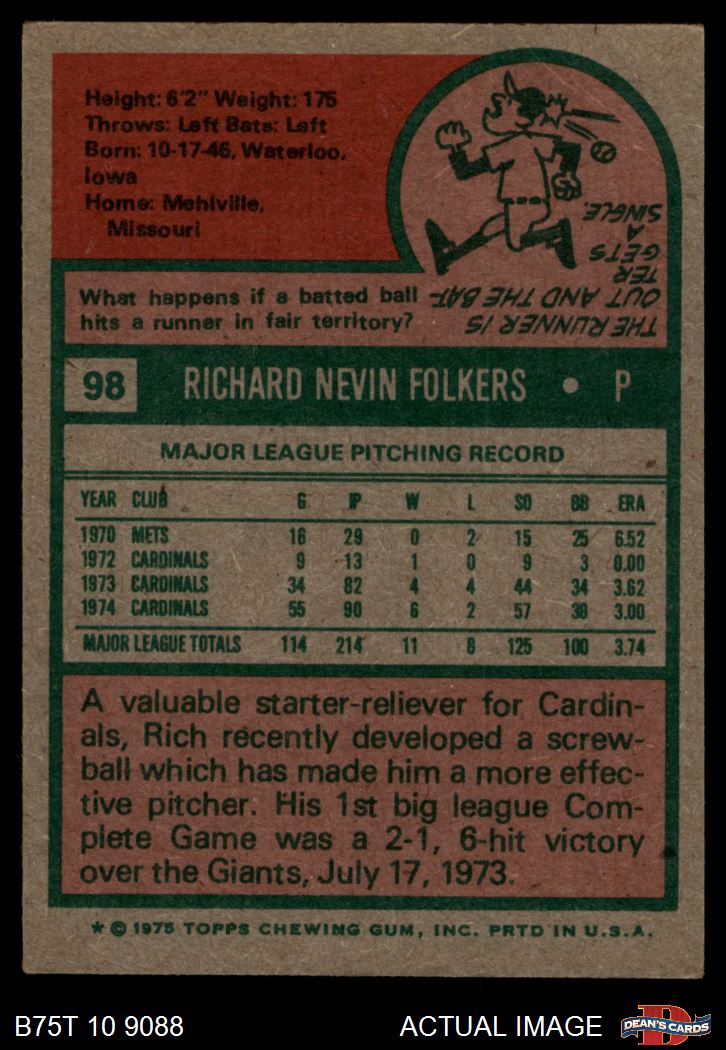 Height: 6'2" Weight: 175
Throws: Left Bats: Left
Born: 10-17-46, Waterloo,
Iowa
Home: Mehlville,
Missouri
What happens if a batted ball
hits a runner in fair territory?
THE RUNNER IS
OUT AND THE BAT-
TER
GETS
A
SINGLE.
98 RICHARD NEVIN FOLKERS • P
MAJOR LEAGUE PITCHING RECORD
YEAR CLUB G IP W L SO BB ERA
1970 METS 16 29 0 2 15 25 6.52
1972 CARDINALS 9 13 1 0 9 3 0.00
1973 CARDINALS 34 82 4 4 44 34 3.62
1974 CARDINALS 55 90 6 2 57 38 3.00
MAJOR LEAGUE TOTALS 114 214 11 8 125 100 3.74
A valuable starter-reliever for Cardin-
als, Rich recently developed a screw-
ball which has made him a more effec-
tive pitcher. His 1st big league Com-
plete Game was a 2-1, 6-hit victory
over the Giants, July 17, 1973.
* © 1975 TOPPS CHEWING GUM, INC. PRTD IN U.S.A.
B75T 10 9088
ACTUAL IMAGE
D
DEAN'S CARDS